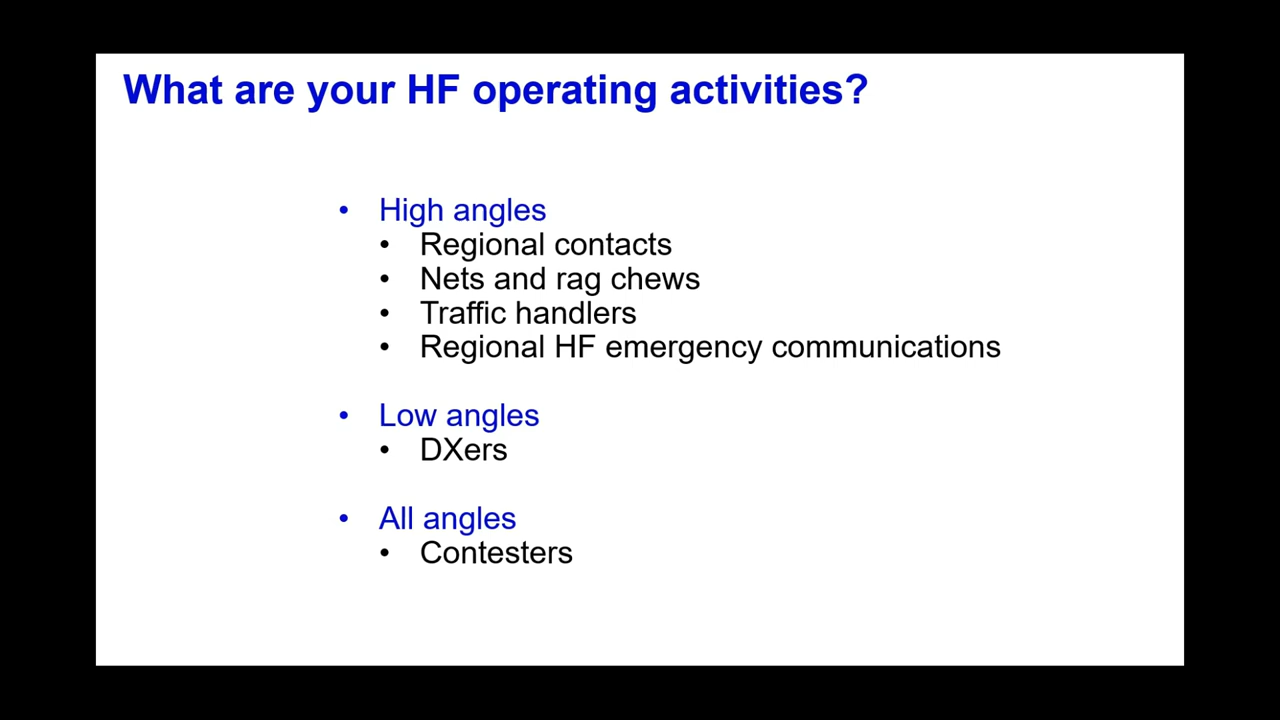 What are your HF operating activities?
• High angles
• Regional contacts
• Nets and rag chews
• Traffic handlers
• Regional HF emergency communications
• Low angles
• DXers
• All angles
• Contesters